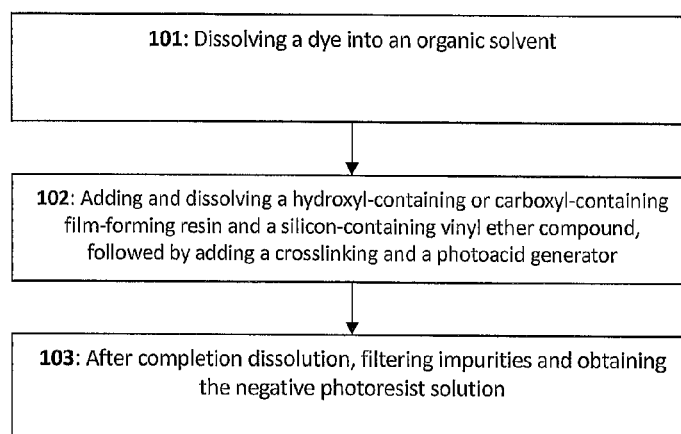 101: Dissolving a dye into an organic solvent
102: Adding and dissolving a hydroxyl-containing or carboxyl-containing
film-forming resin and a silicon-containing vinyl ether compound,
followed by adding a crosslinking and a photoacid generator
103: After completion dissolution, filtering impurities and obtaining
the negative photoresist solution